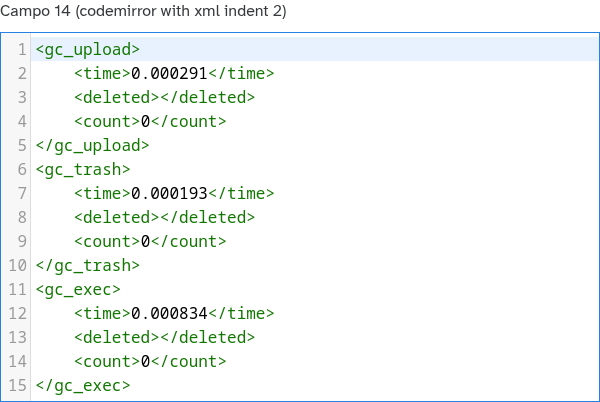 Campo 14 (codemirror with xml indent 2)
1 <gc_upload>
2     <time>0.000291</time>
3     <deleted></deleted>
4     <count>0</count>
5 </gc_upload>
6 <gc_trash>
7     <time>0.000193</time>
8     <deleted></deleted>
9     <count>0</count>
10 </gc_trash>
11 <gc_exec>
12     <time>0.000834</time>
13     <deleted></deleted>
14     <count>0</count>
15 </gc_exec>